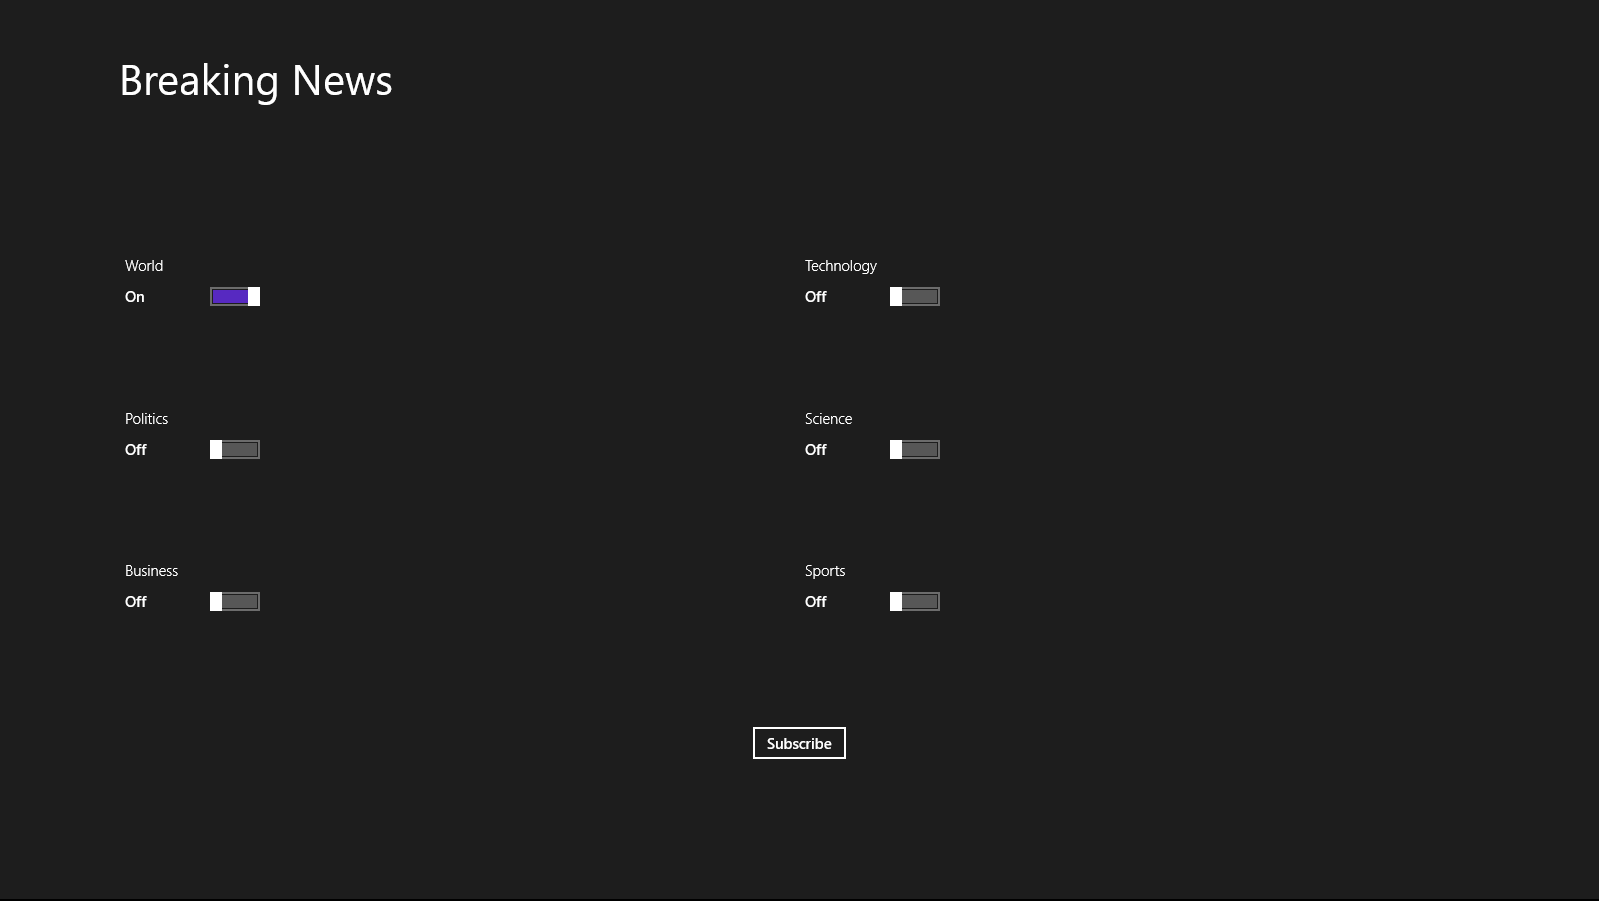 Breaking News
World
On
Technology
Off
Politics
Off
Science
Off
Business
Off
Sports
Off
Subscribe